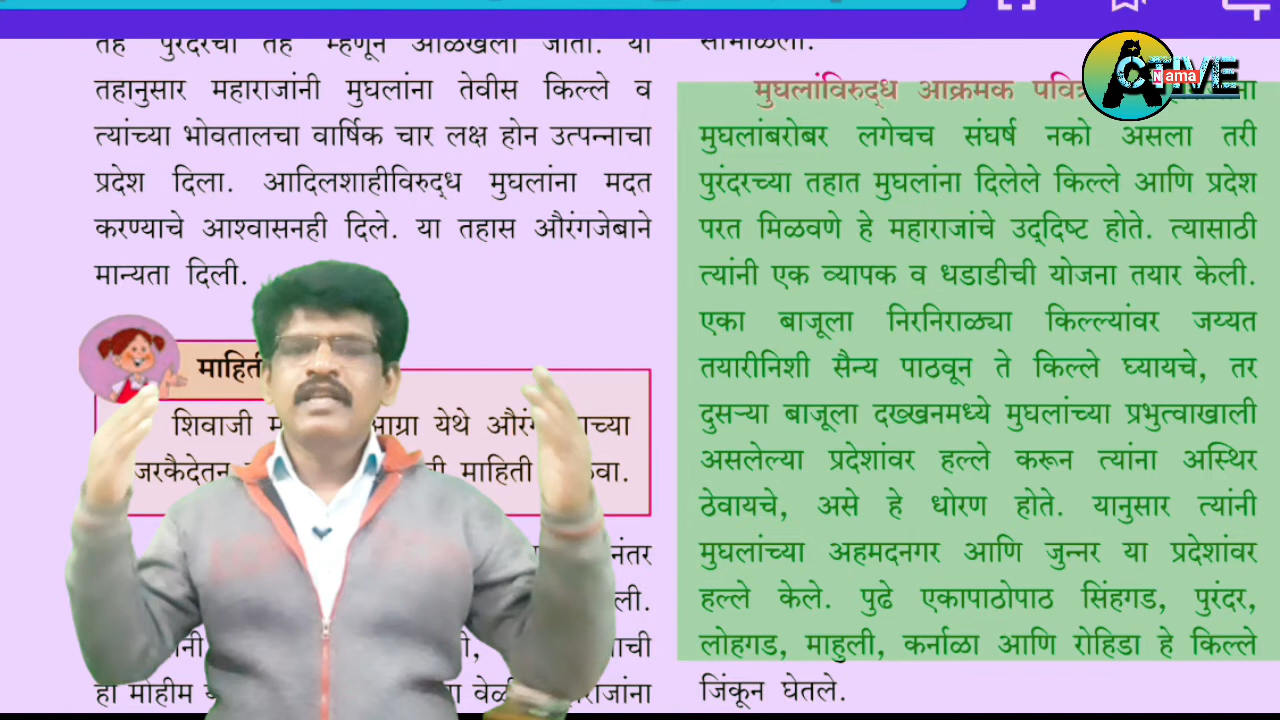 तह 'पुरंदरचा तह' म्हणून ओळखला जातो. या
तहानुसार महाराजांनी मुघलांना तेवीस किल्ले व
त्यांच्या भोवतालचा वार्षिक चार लक्ष होन उत्पन्नाचा
प्रदेश दिला. आदिलशाहीविरुद्ध मुघलांना मदत
करण्याचे आश्वासनही दिले. या तहास औरंगजेबाने
मान्यता दिली.
शिवाजी आग्रा येथे
माहिती
नंतर
हा मोहीम वेळी
सांभाळली.
मुघलांविरुद्ध आक्रमक
मुघलांबरोबर लगेचच संघर्ष नको असला तरी
पुरंदरच्या तहात मुघलांना दिलेले किल्ले आणि प्रदेश
परत मिळवणे हे महाराजांचे उद्दिष्ट होते. त्यासाठी
त्यांनी एक व्यापक व धडाडीची योजना तयार केली.
एका बाजूला निरनिराळ्या किल्ल्यांवर जय्यत
तयारीनिशी सैन्य पाठवून ते किल्ले घ्यायचे, तर
दुसऱ्या बाजूला दख्खनमध्ये मुघलांच्या प्रभुत्वाखाली
असलेल्या प्रदेशांवर हल्ले करून त्यांना अस्थिर
ठेवायचे, असे हे धोरण होते. यानुसार त्यांनी
मुघलांच्या अहमदनगर आणि जुन्नर या प्रदेशांवर
हल्ले केले. पुढे एकापाठोपाठ सिंहगड, पुरंदर,
लोहगड, माहुली, कर्नाळा आणि रोहिडा हे किल्ले
जिंकून घेतले.
ACTIVE
Nama